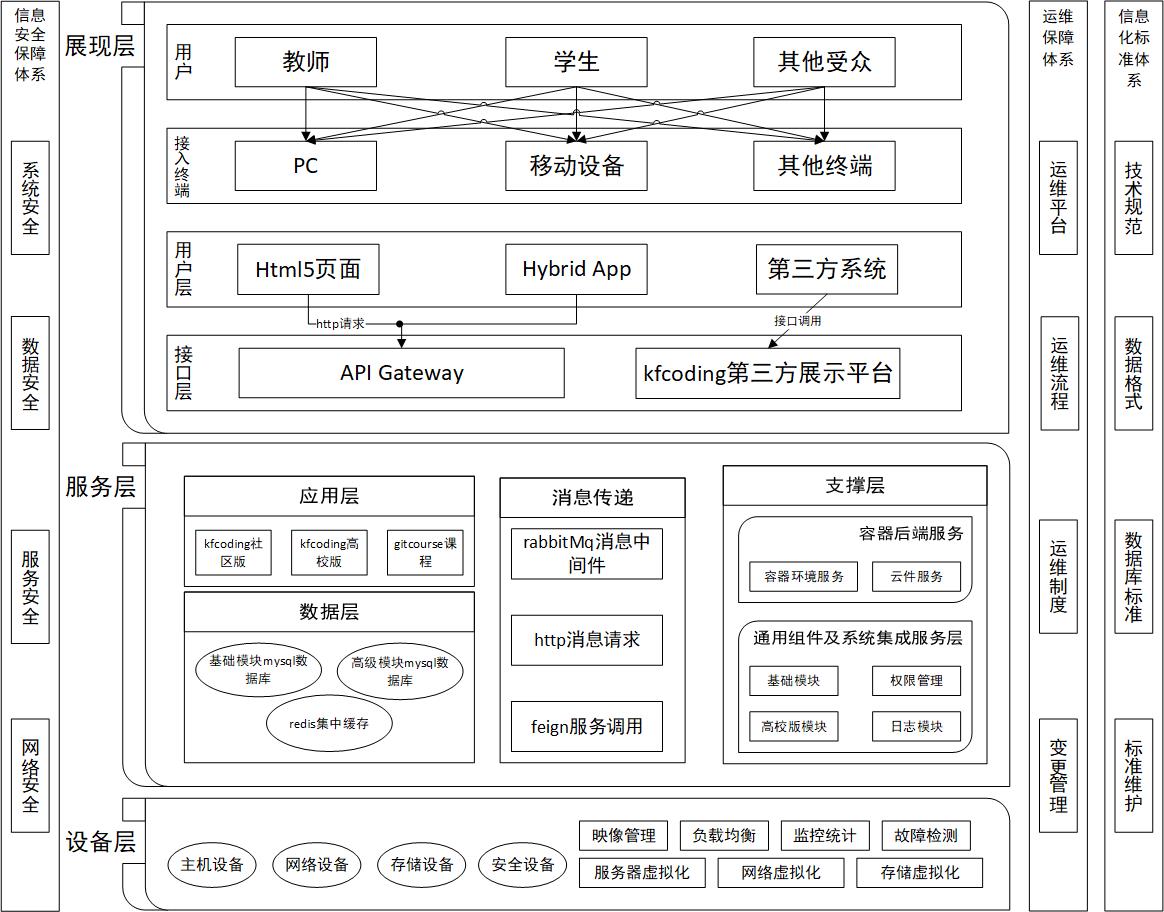 信息
安全
保障
体系
系统安全
数据安全
服务安全
网络安全
展现层
用户
教师
学生
其他受众
接入终端
PC
移动设备
其他终端
用户层
Html5页面
Hybrid App
第三方系统
http请求
接口调用
接口层
API Gateway
kfcoding第三方展示平台
服务层
应用层
kfcoding社
区版
kfcoding高
校版
gitcourse课
程
数据层
基础模块mysql数
据库
高级模块mysql数
据库
redis集中缓存
消息传递
rabbitMq消息中
间件
http消息请求
feign服务调用
支撑层
容器后端服务
容器环境服务
云件服务
通用组件及系统集成服务层
基础模块
权限管理
高校版模块
日志模块
设备层
主机设备
网络设备
存储设备
安全设备
映像管理
负载均衡
监控统计
故障检测
服务器虚拟化
网络虚拟化
存储虚拟化
运维
保障
体系
运维平台
运维流程
运维制度
变更管理
信息
化标
准体
系
技术规范
数据格式
数据库标准
标准维护